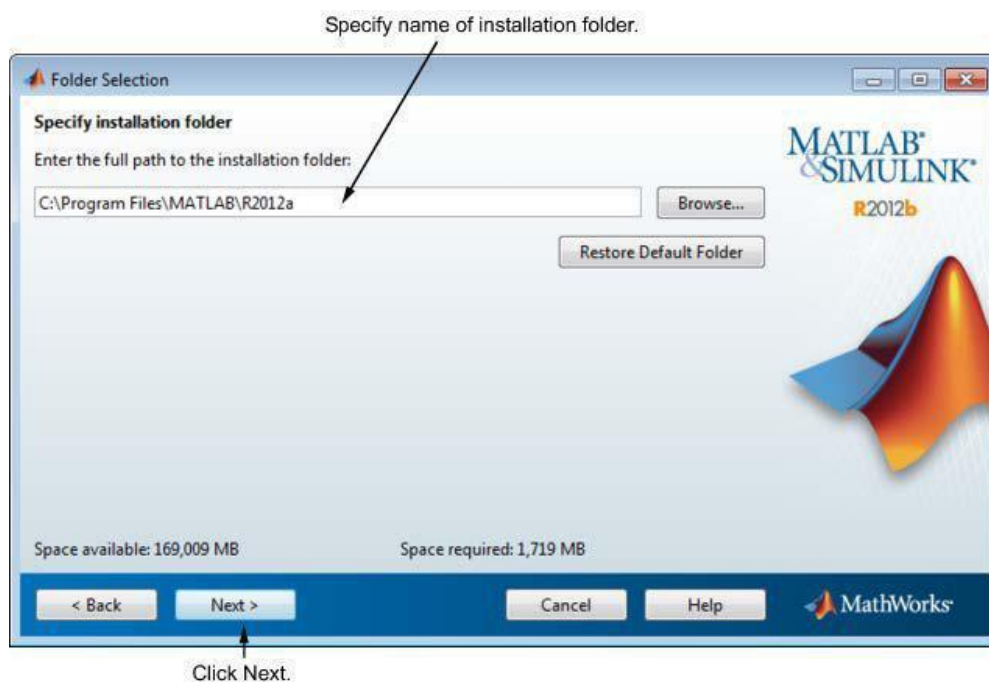 Specify name of installation folder.
Folder Selection
Specify installation folder
Enter the full path to the installation folder:
C:\Program Files\MATLAB\R2012a
Browse...
Restore Default Folder
MATLAB®
&SIMULINK®
R2012b
Space available: 169,009 MB
Space required: 1,719 MB
< Back
Next >
Cancel
Help
MathWorks®
Click Next.